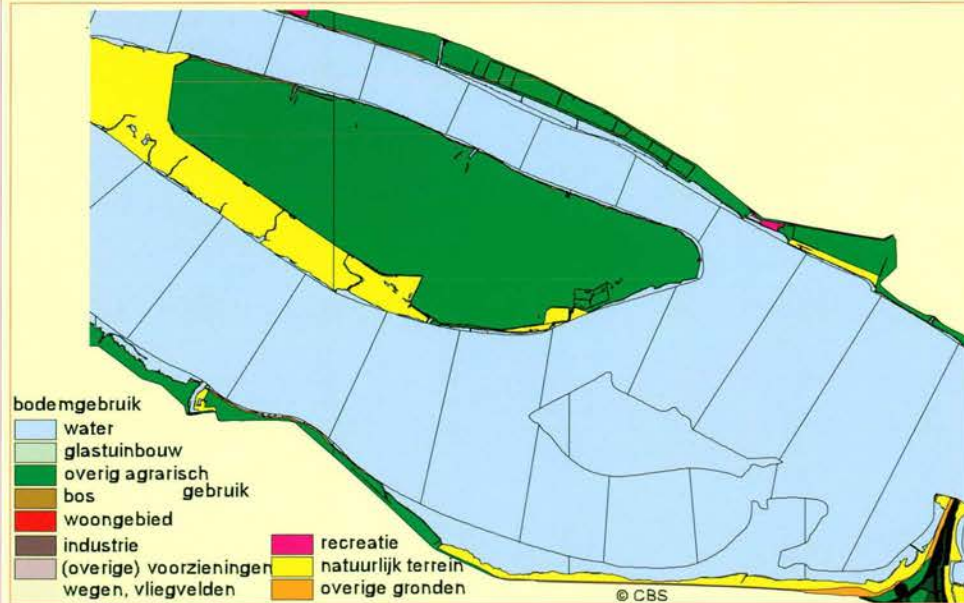 bodemgebruik
water
glastuinbouw
overig agrarisch
bos gebruik
woongebied
industrie
(overige) voorzieningen
wegen, vliegvelden
recreatie
natuurlijk terrein
overige gronden
© CBS